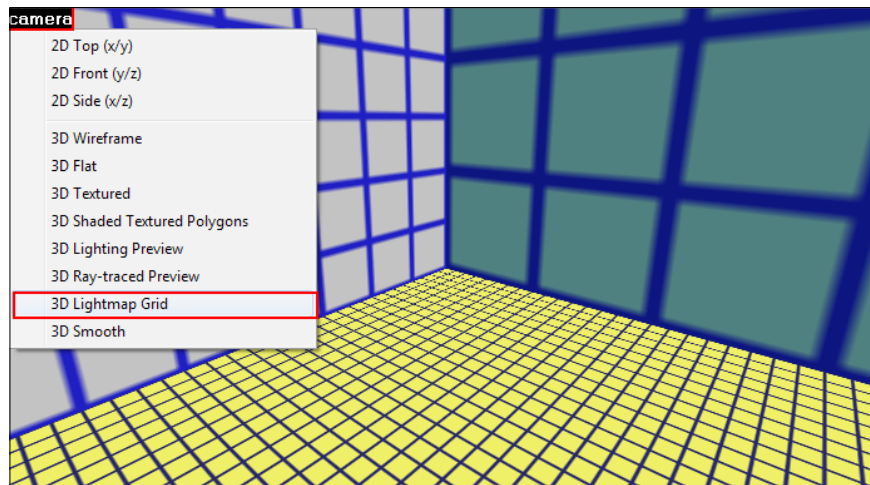 camera
2D Top (x/y)
2D Front (y/z)
2D Side (x/z)
3D Wireframe
3D Flat
3D Textured
3D Shaded Textured Polygons
3D Lighting Preview
3D Ray-traced Preview
3D Lightmap Grid
3D Smooth